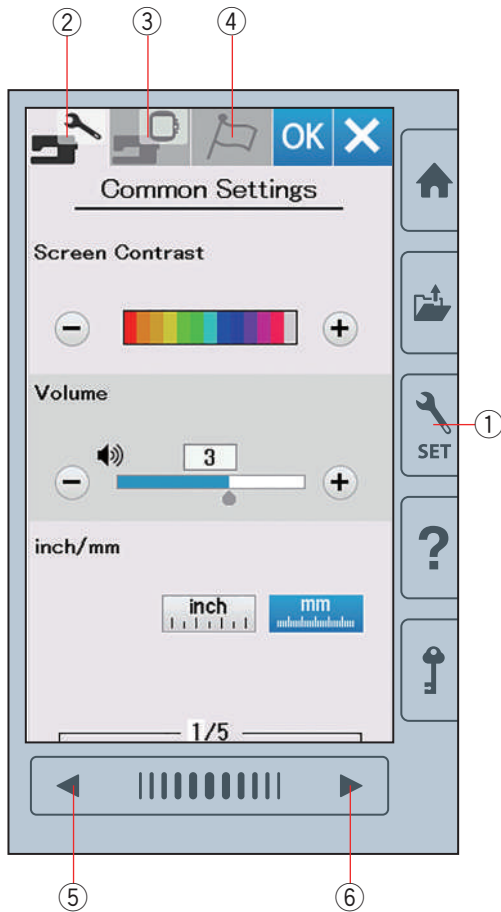 ② ③ ④
OK
Common Settings
Screen Contrast
− +
Volume
3
− +
① 
SET
inch/mm
inch mm
?
1/5
⑤ ⑥